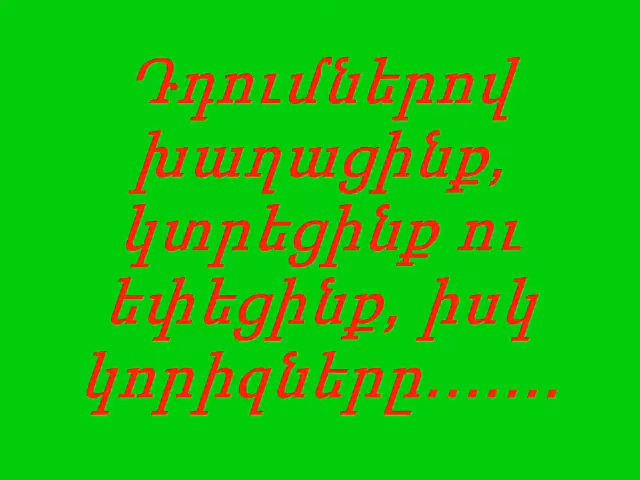 Դդումներով
խաղացինք,
կտրեցինք ու
եփեցինք, իսկ
կորիզները.......